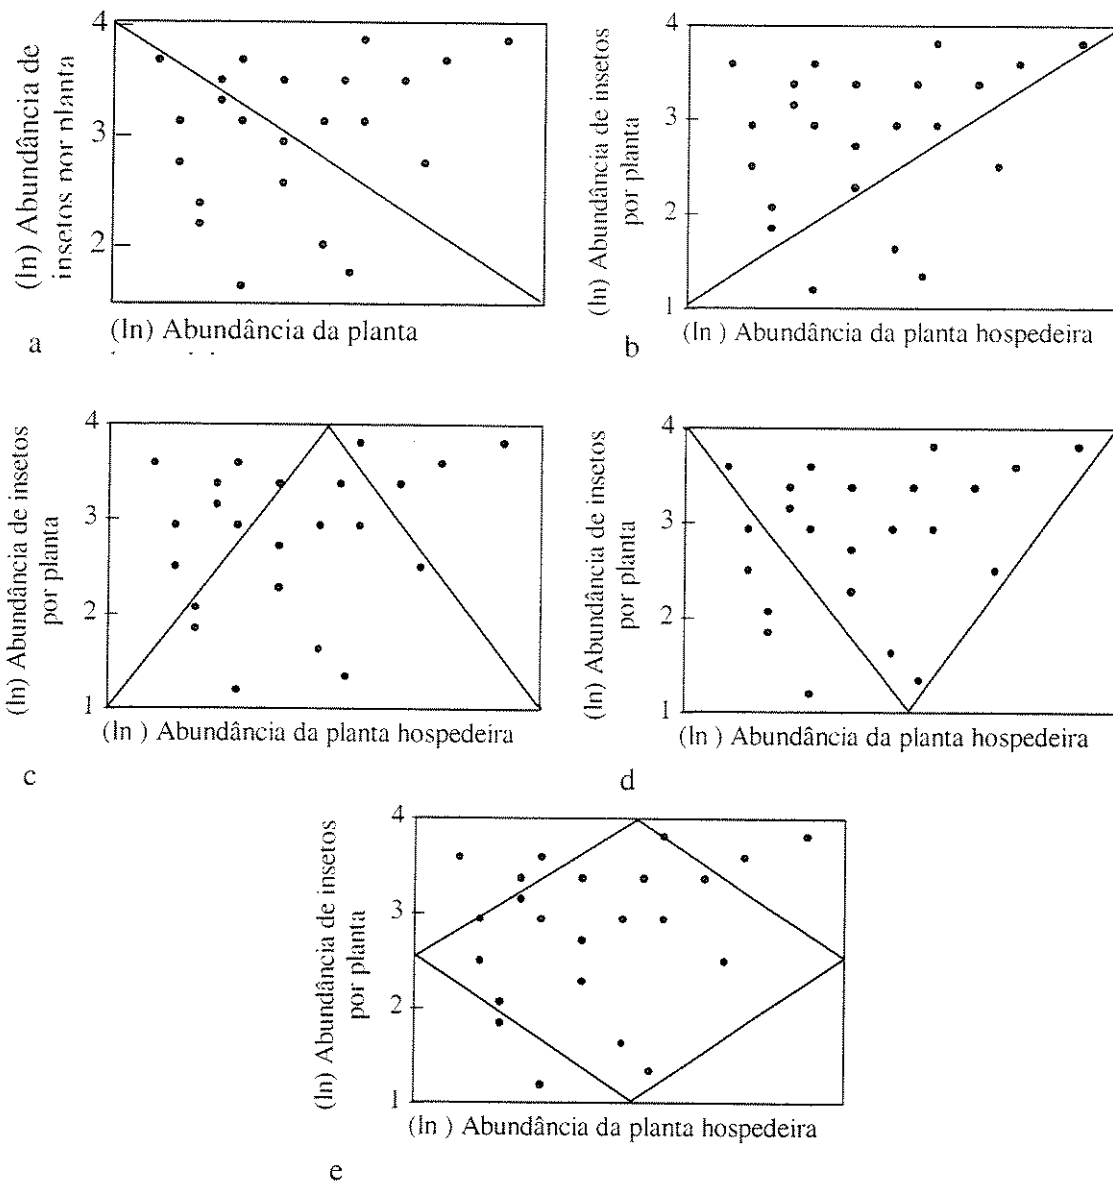 4
3
2
(ln) Abundância de
insetos por planta
(ln) Abundância da planta
a
4
3
2
1
(ln) Abundância de insetos
por planta
(ln) Abundância da planta hospedeira
b
4
3
2
1
(ln) Abundância de insetos
por planta
(ln ) Abundância da planta hospedeira
c
4
3
2
1
(ln) Abundância de insetos
por planta
(ln ) Abundância da planta hospedeira
d
4
3
2
1
(ln) Abundância de insetos
por planta
(ln ) Abundância da planta hospedeira
e